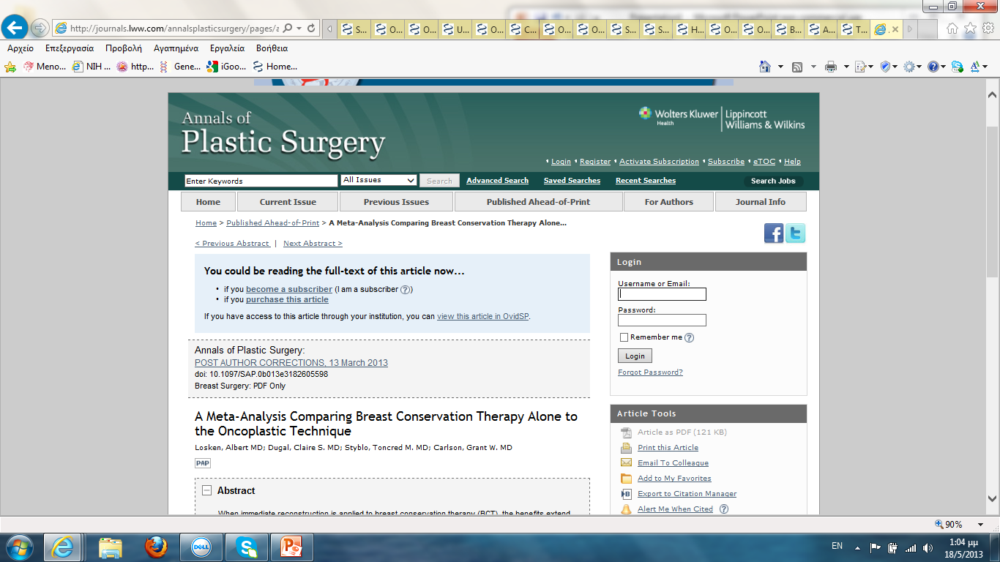 http://journals.lww.com/annalsplasticsurgery/pages/a
S... O... O... U... O... C... O... O... S... S... H... O... O... B... A... T...
Αρχείο Επεξεργασία Προβολή Αγαπημένα Εργαλεία Βοήθεια
Meno... NIH ... http... Gene... iGoo... Home...
Annals of
Plastic Surgery
Wolters Kluwer
Health
Lippincott
Williams & Wilkins
Login Register Activate Subscription Subscribe eTOC Help
Enter Keywords All Issues Search Advanced Search Saved Searches Recent Searches Search Jobs
Home Current Issue Previous Issues Published Ahead-of-Print For Authors Journal Info
Home > Published Ahead-of-Print > A Meta-Analysis Comparing Breast Conservation Therapy Alone...
< Previous Abstract | Next Abstract >
You could be reading the full-text of this article now...
• if you become a subscriber (I am a subscriber ?)
• if you purchase this article
If you have access to this article through your institution, you can view this article in OvidSP.
Annals of Plastic Surgery:
POST AUTHOR CORRECTIONS, 13 March 2013
doi: 10.1097/SAP.0b013e3182605598
Breast Surgery: PDF Only
A Meta-Analysis Comparing Breast Conservation Therapy Alone to
the Oncoplastic Technique
Losken, Albert MD; Dugal, Claire S. MD; Styblo, Toncred M. MD; Carlson, Grant W. MD
PAP
Abstract
When immediate reconstruction is applied to breast conservation therapy (BCT), the benefits extend
f t
Login
Username or Email:
Password:
Remember me ?
Login
Forgot Password?
Article Tools
Article as PDF (121 KB)
Print this Article
Email To Colleague
Add to My Favorites
Export to Citation Manager
Alert Me When Cited ?
90%
DELL
EN
1:04 μμ
18/5/2013